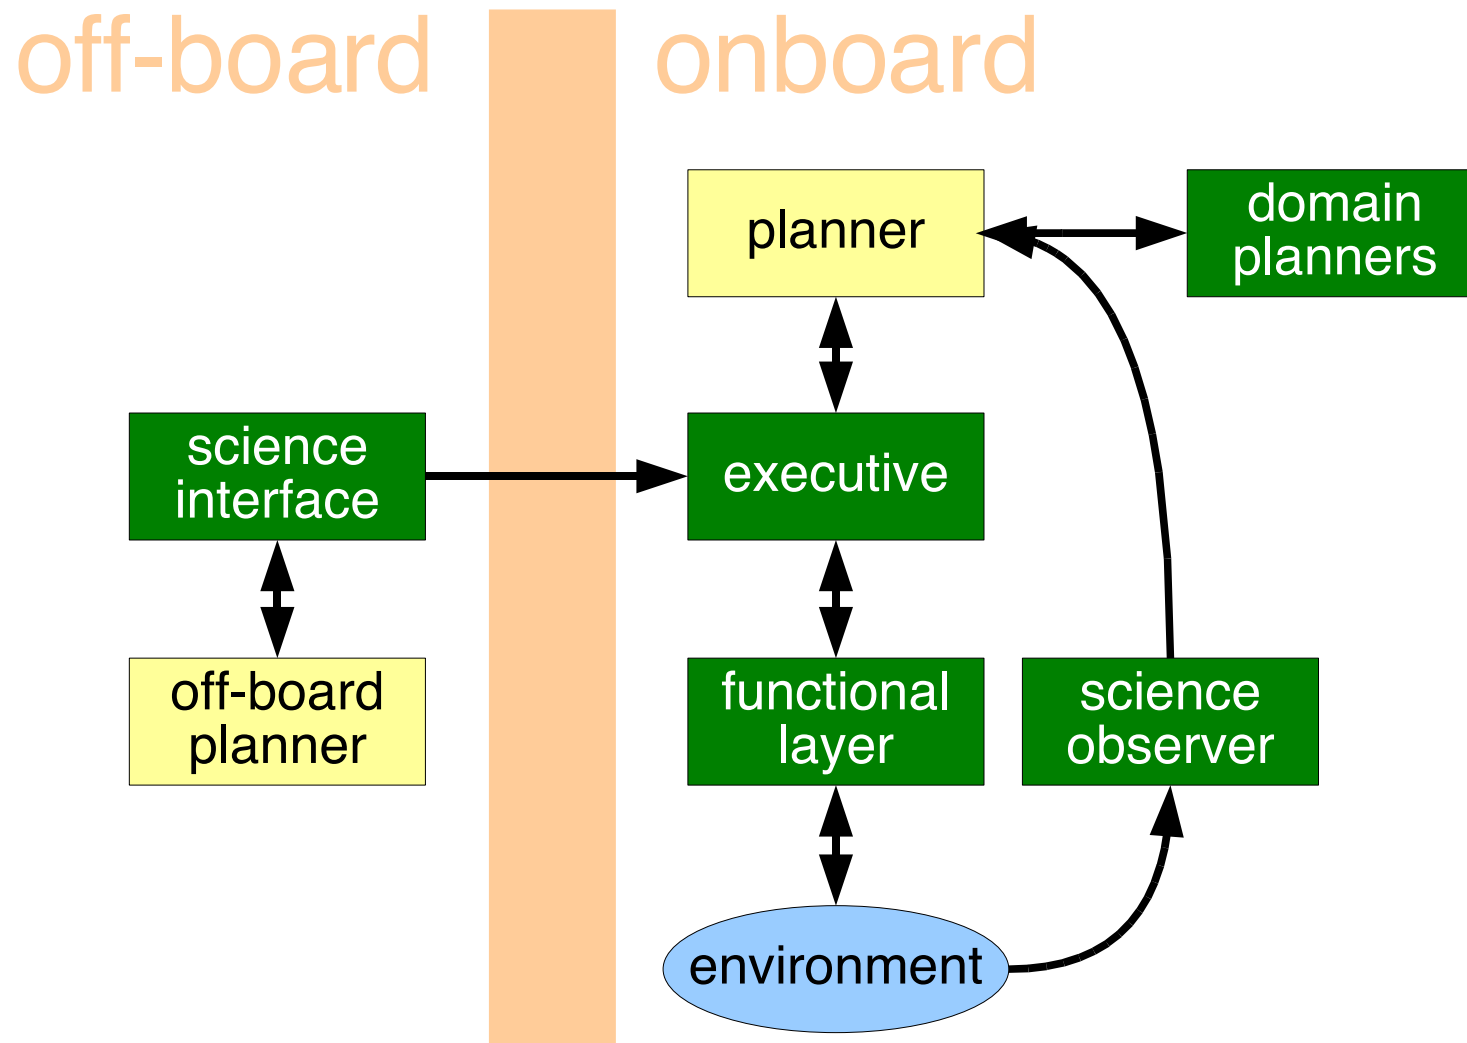 off-board
onboard
planner
domain
planners
science
interface
executive
off-board
planner
functional
layer
science
observer
environment